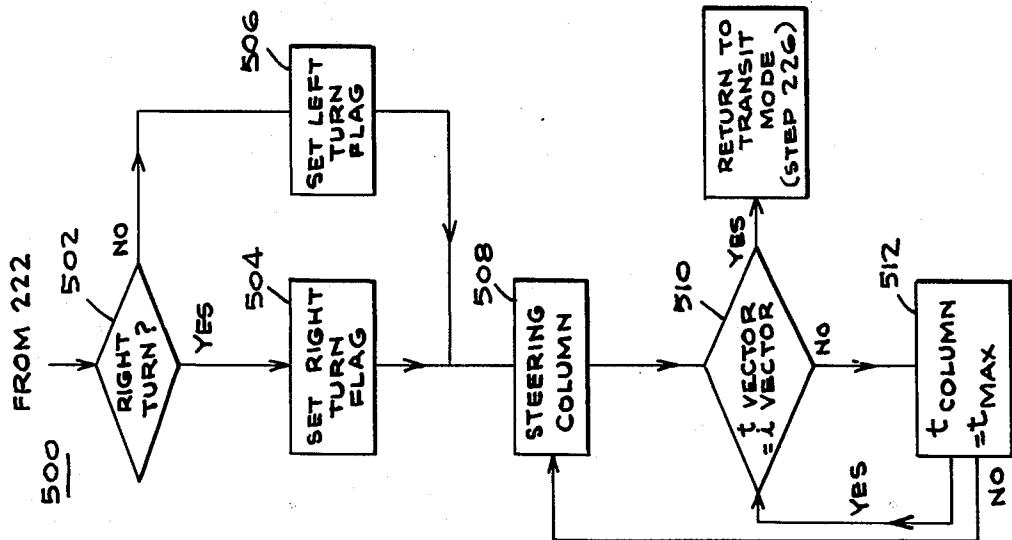 FROM 222
500
502
RIGHT
TURN?
NO
YES
504
SET RIGHT
TURN
FLAG
506
SET LEFT
TURN
FLAG
508
STEERING
COLUMN
510
t VECTOR
= i VECTOR
YES
NO
RETURN TO
TRANSIT
MODE
(STEP 226)
512
t COLUMN
= t MAX
YES
NO